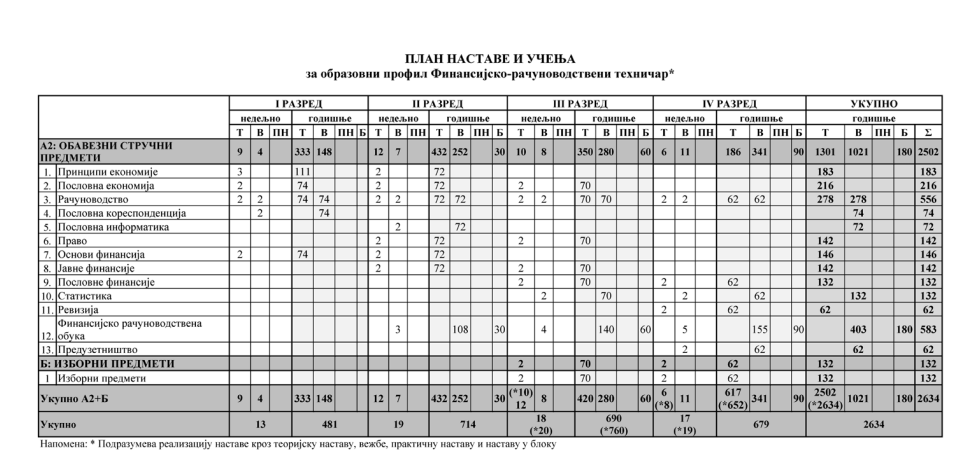 ПЛАН НАСТАВЕ И УЧЕЊА
за образовни профил Финансијско-рачуноводствени техничар*
I РАЗРЕД II РАЗРЕД III РАЗРЕД IV РАЗРЕД УКУПНО
недељно годишње недељно годишње недељно годишње недељно годишње годишње
Т В ПН Т В ПН Б Т В ПН Т В ПН Б Т В ПН Т В ПН Б Т В ПН Т В ПН Б Т В ПН Б Σ
А2: ОБАВЕЗНИ СТРУЧНИ ПРЕДМЕТИ 9 4 333 148 12 7 432 252 30 10 8 350 280 60 6 11 186 341 90 1301 1021 180 2502
1. Принципи економије 3 111 2 72 183 183
2. Пословна економија 2 74 2 72 2 70 216 216
3. Рачуноводство 2 2 74 74 2 2 72 72 2 2 70 70 2 2 62 62 278 278 556
4. Пословна кореспонденција 2 74 74 74
5. Пословна информатика 2 72 72 72
6. Право 2 72 2 70 142 142
7. Основи финансија 2 74 2 72 146 146
8. Јавне финансије 2 72 2 70 142 142
9. Пословне финансије 2 70 2 62 132 132
10. Статистика 2 70 2 62 132 132
11. Ревизија 2 62 62 62
12. Финансијско рачуноводствена обука 3 108 30 4 140 60 5 155 90 403 180 583
13. Предузетништво 2 62 62 62
Б: ИЗБОРНИ ПРЕДМЕТИ 2 70 2 62 132 132
1 Изборни предмети 2 70 2 62 132 132
Укупно А2+Б 9 4 333 148 12 7 432 252 30 (*10) 12 8 420 280 60 6 (*8) 11 617 (*652) 341 90 2502 (*2634) 1021 180 2634
Укупно 13 481 19 714 18 (*20) 690 (*760) 17 (*19) 679 2634
Напомена: * Подразумева реализацију наставе кроз теоријску наставу, вежбе, практичну наставу и наставу у блоку